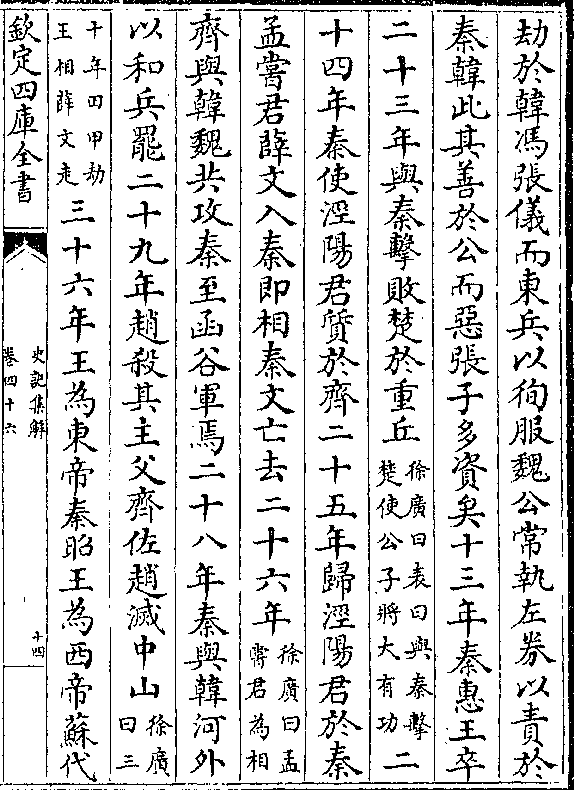 劫於韓馮張儀而東兵以徇服魏公常執左劵以責於
秦韓此其善於公而惡張子多資矣十三年秦惠王卒
二十三年與秦擊敗楚於重丘徐廣曰表曰與秦擊楚使公子將大有功二
十四年秦使涇陽君質於齊二十五年歸涇陽君於秦
孟嘗君薛文入秦即相秦文亡去二十六年徐廣曰孟嘗君為相
齊與韓魏共攻秦至函谷軍焉二十八年秦與韓河外
以和兵罷二十九年趙殺其主父齊佐趙滅中山徐廣曰三
十年田甲劫王相薛文走三十六年王為東帝秦昭王為西帝蘇代
欽定四庫全書
史記集解
卷四十六
十四